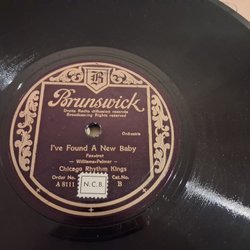 B
Brunswick
Droits Radio diffusion réservés
Broadcasting Rights reserved
Orchestra
I've Found A New Baby
Foxtrot
Williams-Palmer
Chicago Rhythm Kings
Order No. Cat. No.
A 8111 N.C.B. B